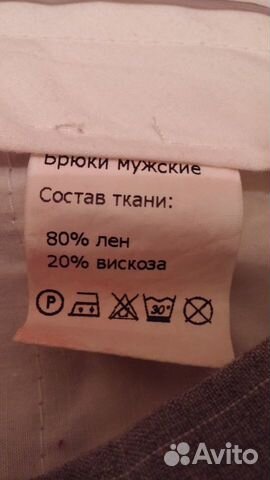 Брюки мужские
Состав ткани:
80% лен
20% вискоза
P 30°
Avito